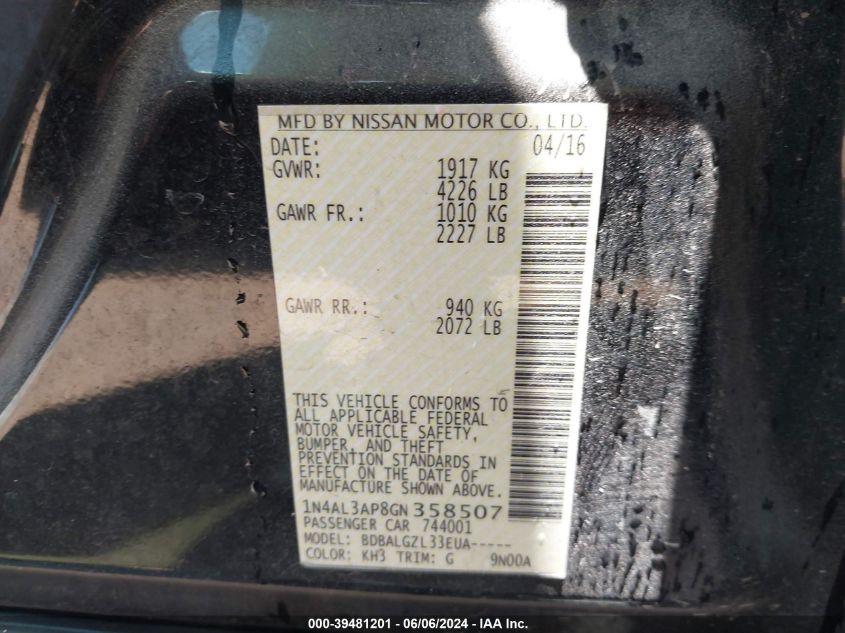 MFD BY NISSAN MOTOR CO., LTD.
DATE: 04/16
GVWR: 1917 KG
4226 LB
GAWR FR.: 1010 KG
2227 LB
GAWR RR.: 940 KG
2072 LB
THIS VEHICLE CONFORMS TO
ALL APPLICABLE FEDERAL
MOTOR VEHICLE SAFETY,
BUMPER, AND THEFT
PREVENTION STANDARDS IN
EFFECT ON THE DATE OF
MANUFACTURE SHOWN ABOVE.
1N4AL3AP8GN358507
PASSENGER CAR 744001
MODEL: BDBALGZL33EUA-----
COLOR: KH3 TRIM: G 9N00A
000-39481201 - 06/06/2024 - IAA Inc.